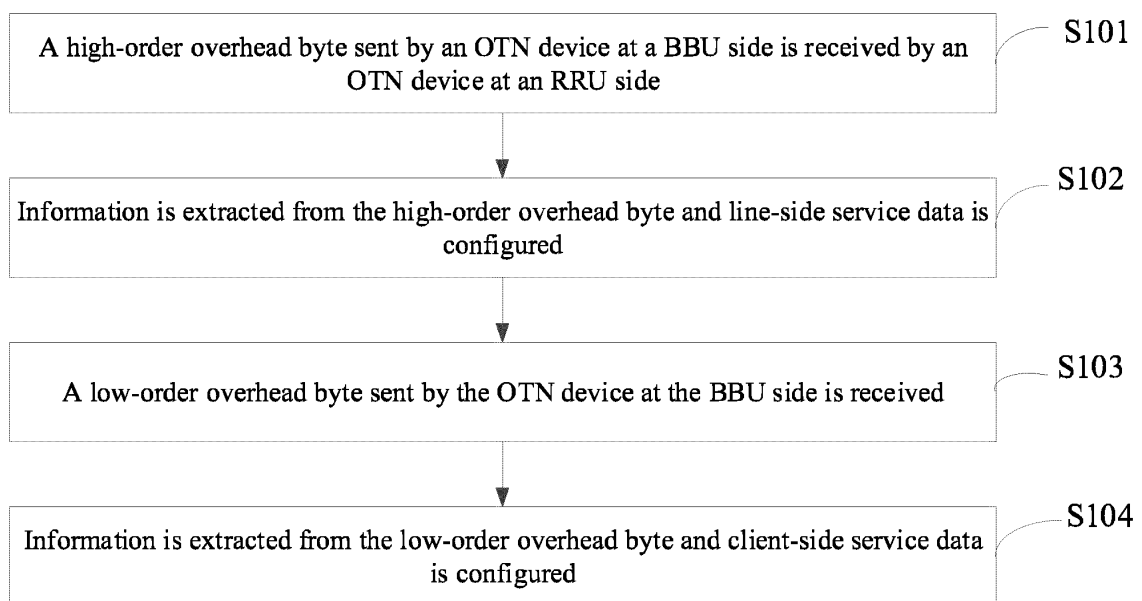 A high-order overhead byte sent by an OTN device at a BBU side is received by an
OTN device at an RRU side
S101
Information is extracted from the high-order overhead byte and line-side service data is
configured
S102
A low-order overhead byte sent by the OTN device at the BBU side is received
S103
Information is extracted from the low-order overhead byte and client-side service data
is configured
S104